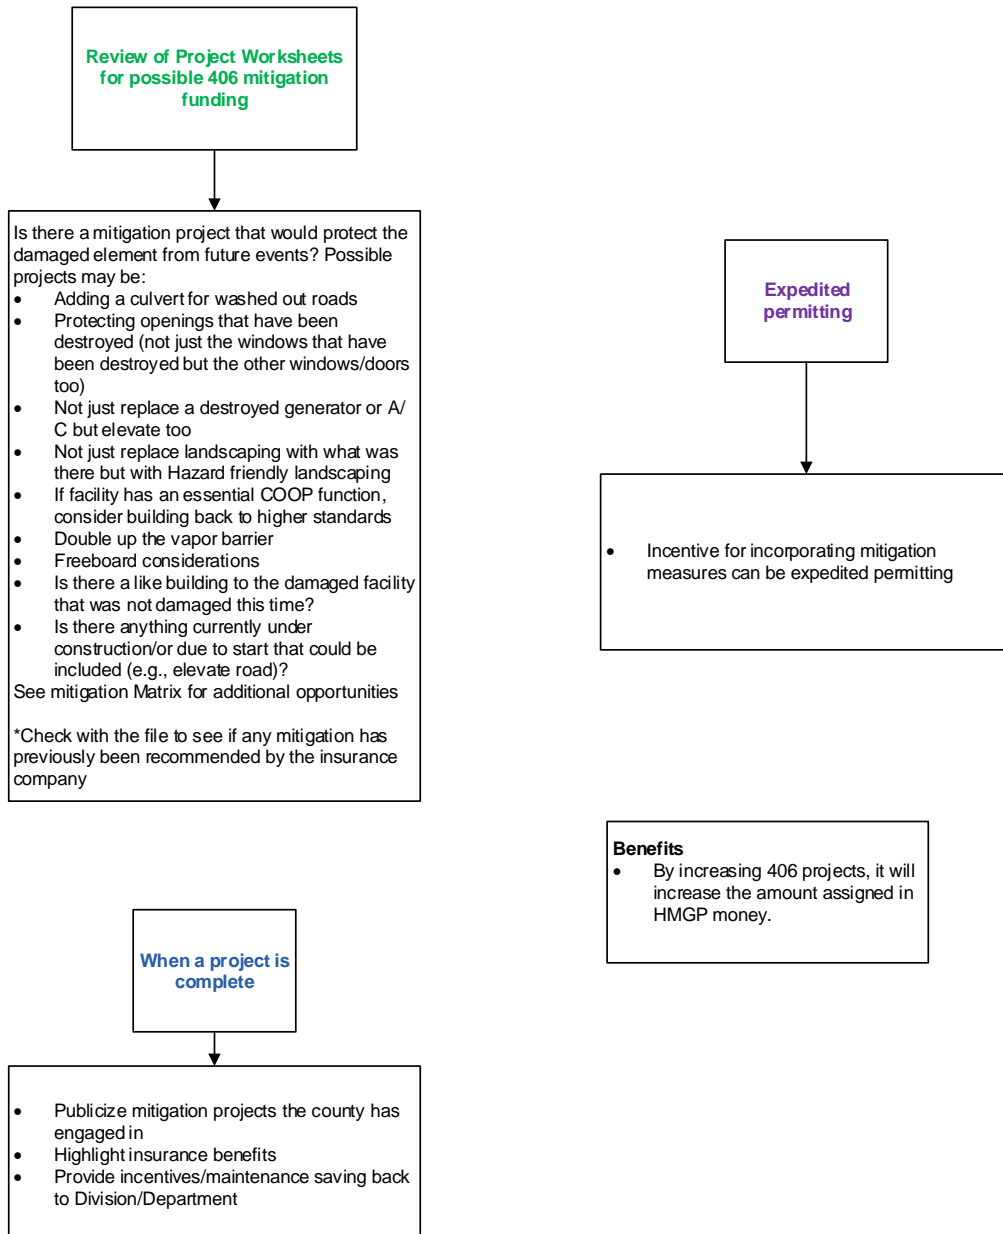 Review of Project Worksheets
for possible 406 mitigation
funding
Is there a mitigation project that would protect the
damaged element from future events? Possible
projects may be:
• Adding a culvert for washed out roads
• Protecting openings that have been
destroyed (not just the windows that have
been destroyed but the other windows/doors
too)
• Not just replace a destroyed generator or A/
C but elevate too
• Not just replace landscaping with what was
there but with Hazard friendly landscaping
• If facility has an essential COOP function,
consider building back to higher standards
• Double up the vapor barrier
• Freeboard considerations
• Is there a like building to the damaged facility
that was not damaged this time?
• Is there anything currently under
construction/or due to start that could be
included (e.g., elevate road)?
See mitigation Matrix for additional opportunities
*Check with the file to see if any mitigation has
previously been recommended by the insurance
company
Expedited
permitting
• Incentive for incorporating mitigation
measures can be expedited permitting
Benefits
• By increasing 406 projects, it will
increase the amount assigned in
HMGP money.
When a project is
complete
• Publicize mitigation projects the county has
engaged in
• Highlight insurance benefits
• Provide incentives/maintenance saving back
to Division/Department